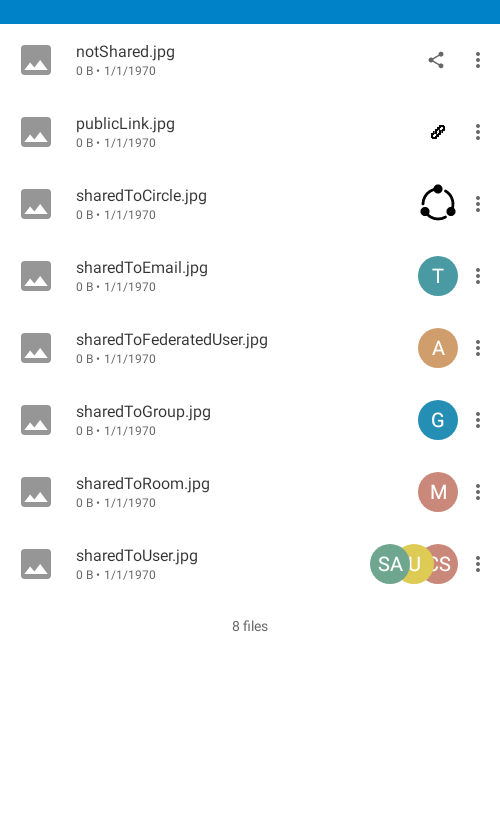 notShared.jpg
0 B • 1/1/1970
publicLink.jpg
0 B • 1/1/1970
sharedToCircle.jpg
0 B • 1/1/1970
sharedToEmail.jpg
0 B • 1/1/1970
T
sharedToFederatedUser.jpg
0 B • 1/1/1970
A
sharedToGroup.jpg
0 B • 1/1/1970
G
sharedToRoom.jpg
0 B • 1/1/1970
M
sharedToUser.jpg
0 B • 1/1/1970
SA U CS
8 files